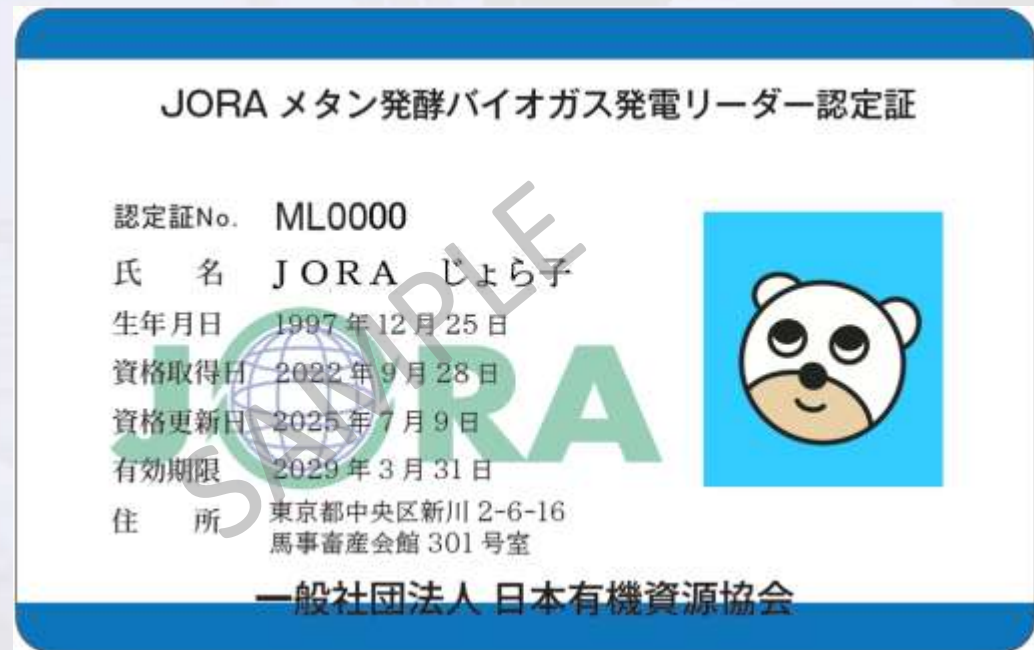 JORA メタン発酵バイオガス発電リーダー認定証
認定証No. ML0000
氏 名 JORA じょら子
生年月日 1997年12月25日
資格取得日 2022年9月28日
資格更新日 2025年7月9日
有効期限 2029年3月31日
住 所 東京都中央区新川 2-6-16
馬事畜産会館 301号室
一般社団法人 日本有機資源協会
JORA
SAMPLE